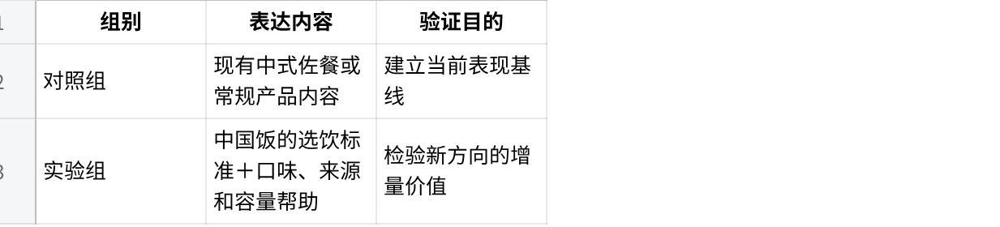 组别
表达内容
验证目的
对照组
现有中式佐餐或
常规产品内容
建立当前表现基
线
实验组
中国饭的选饮标
准＋口味、来源
和容量帮助
检验新方向的增
量价值